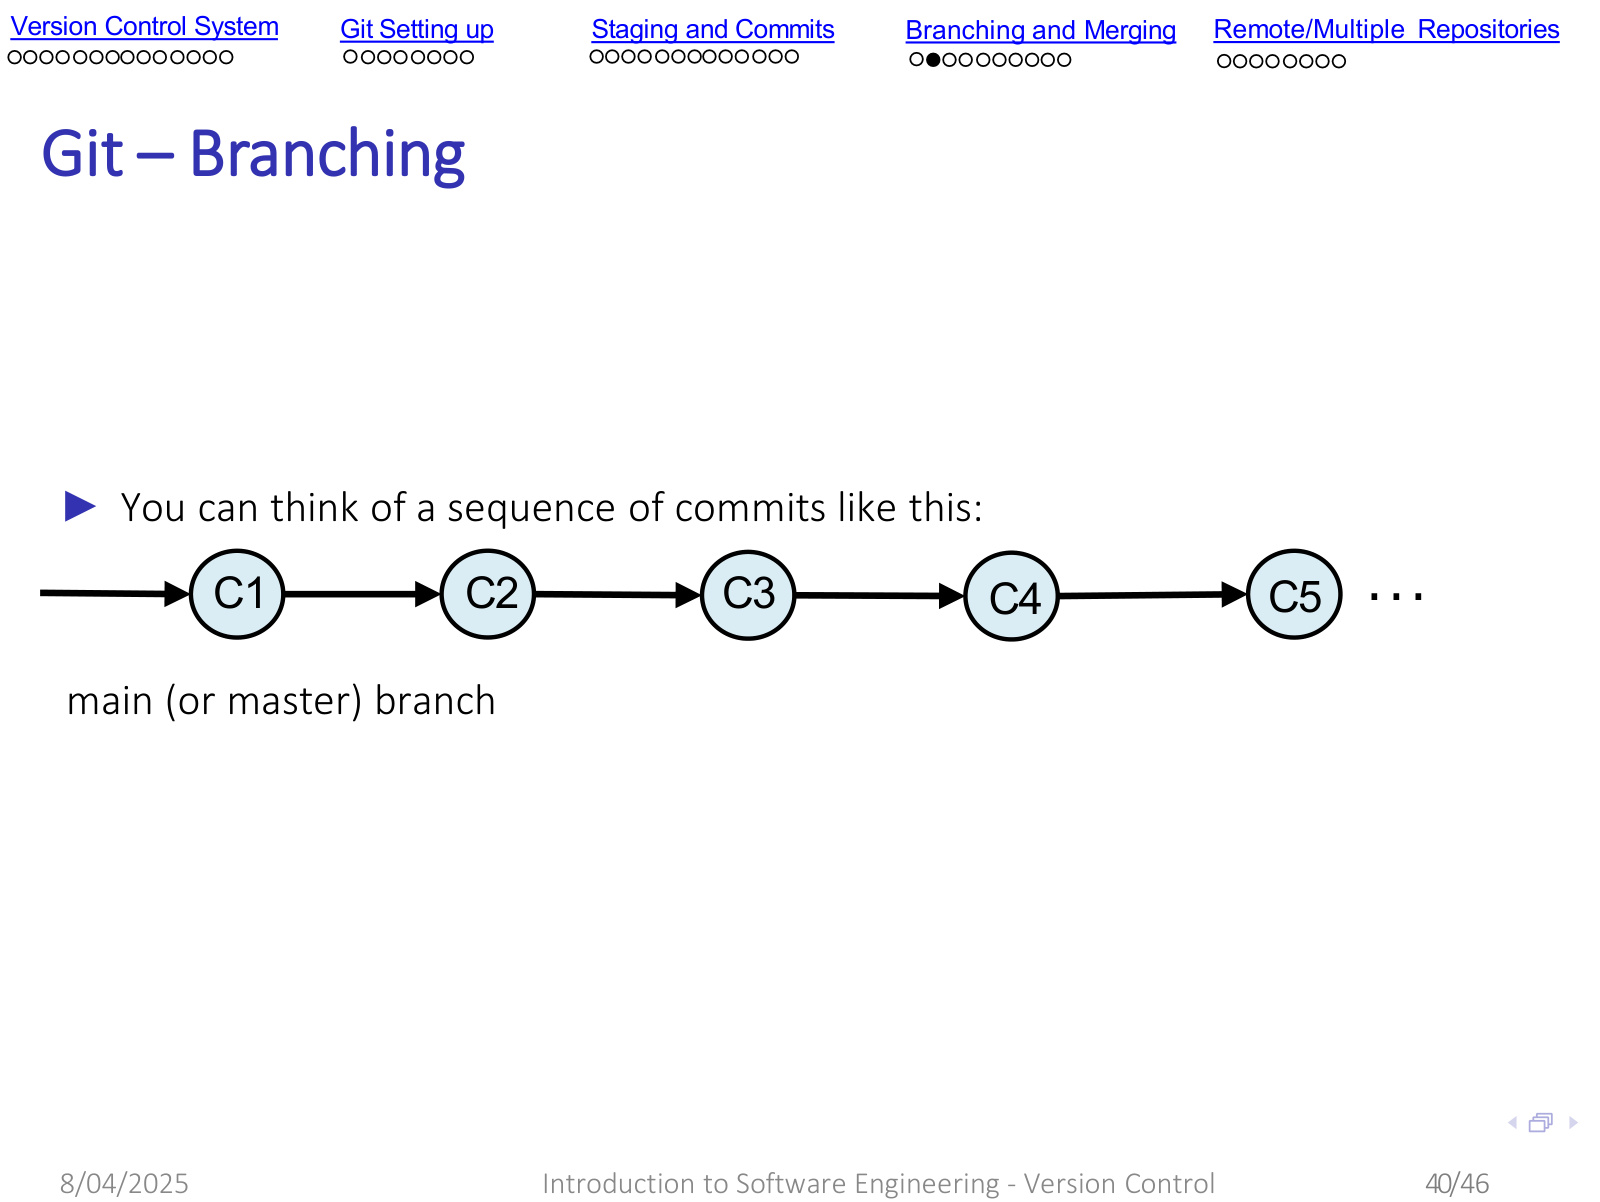 Version Control System
Git Setting up
Staging and Commits
Branching and Merging
Remote/Multiple Repositories
Git – Branching
► You can think of a sequence of commits like this:
C1 C2 C3 C4 C5 ...
main (or master) branch
8/04/2025
Introduction to Software Engineering - Version Control
40/46